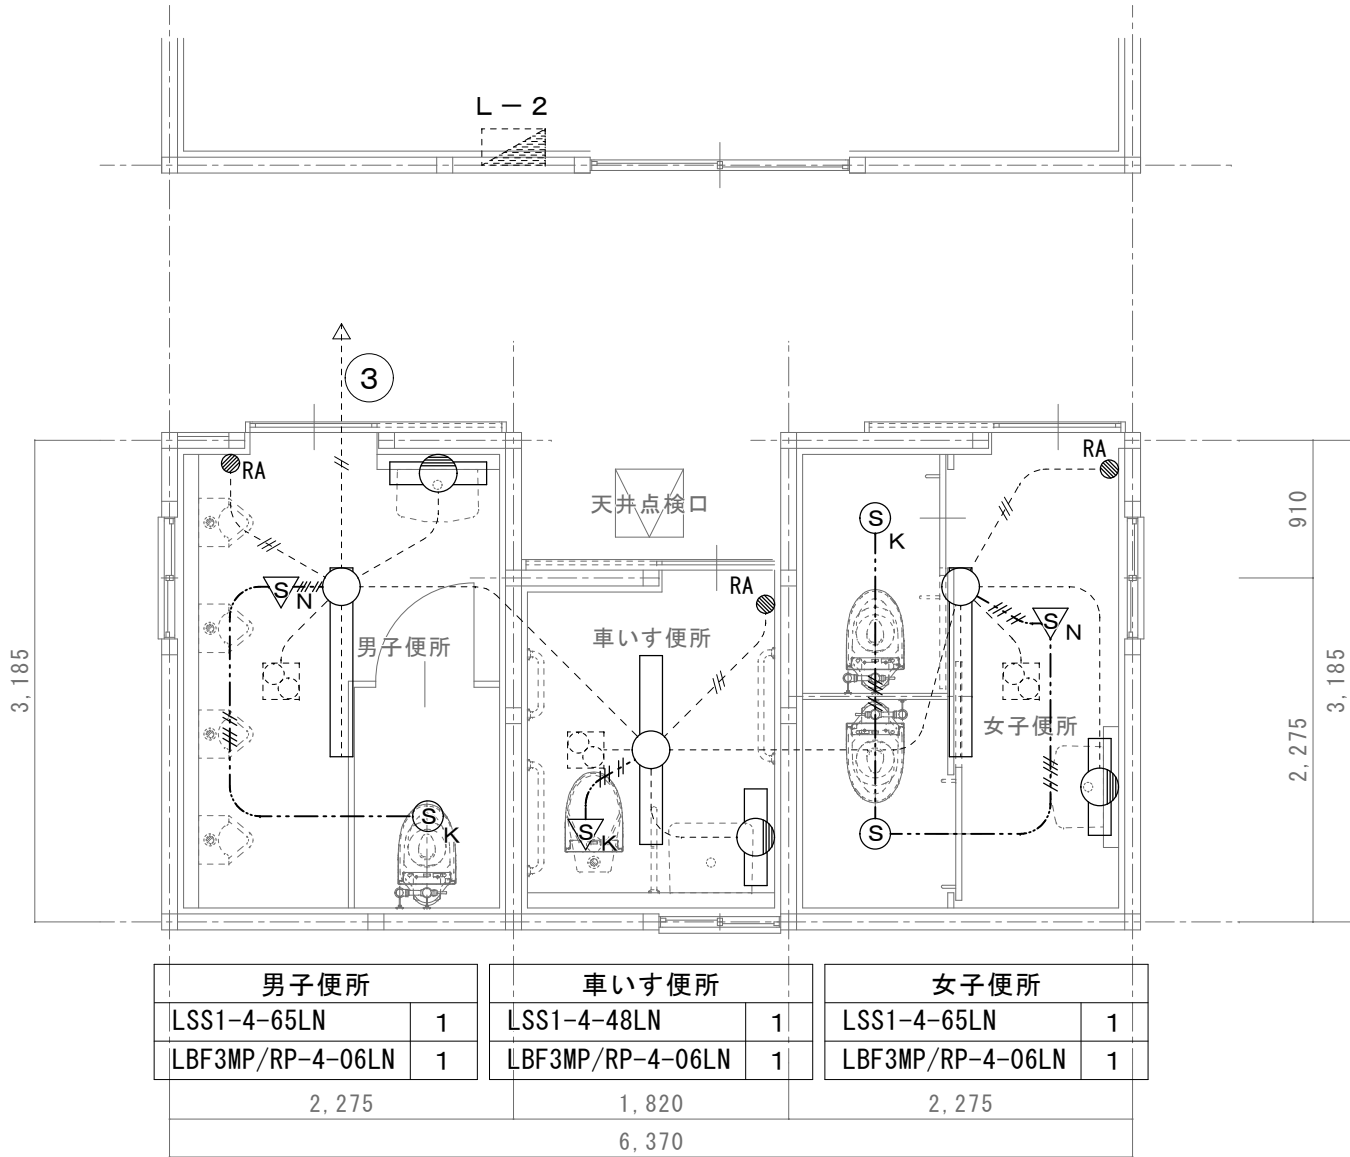 L-2
3
RA
RA
天井点検口
S
K
RA
S
N
男子便所
車いす便所
S
N
3,185
910
2,275
3,185
女子便所
S
K
S
K
S
男子便所
LSS1-4-65LN 1
LBF3MP/RP-4-06LN 1
車いす便所
LSS1-4-48LN 1
LBF3MP/RP-4-06LN 1
女子便所
LSS1-4-65LN 1
LBF3MP/RP-4-06LN 1
2,275
1,820
2,275
6,370